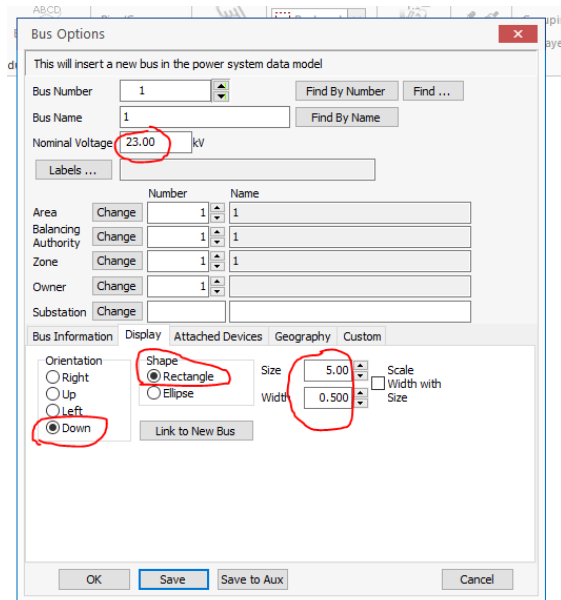 ABCD
Bus Options
This will insert a new bus in the power system data model
Bus Number 1 Find By Number Find ...
Bus Name 1 Find By Name
Nominal Voltage 23.00 kV
Labels ...
Number Name
Area Change 1 1
Balancing Authority Change 1 1
Zone Change 1 1
Owner Change 1
Substation Change
Bus Information Display Attached Devices Geography Custom
Orientation Shape
Right Rectangle Size 5.00 Scale
Up Ellipse Width 0.500 Width with
Left Size
Down Link to New Bus
OK Save Save to Aux Cancel